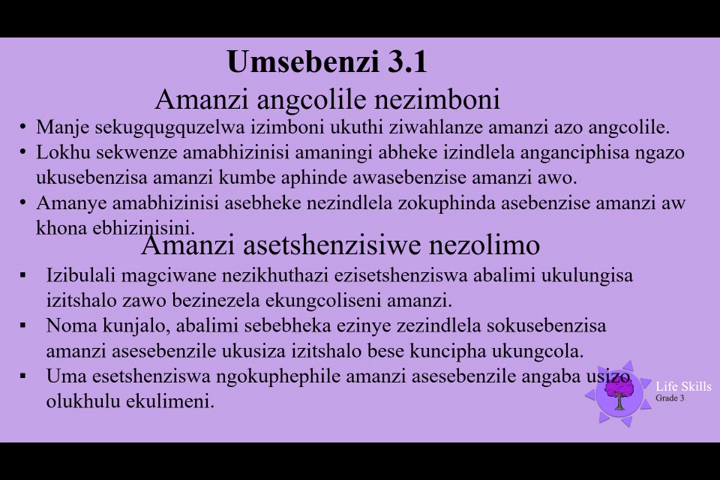 Umsebenzi 3.1
Amanzi angcolile nezimboni
• Manje sekugqugquzelwa izimboni ukuthi ziwahlanze amanzi azo angcolile.
• Lokhu sekwenze amabhizinisi amaningi abheke izindlela anganciphisa ngazo
ukusebenzisa amanzi kumbe aphinde awasebenzise amanzi awo.
• Amanye amabhizinisi asebheke nezindlela zokuphinda asebenzise amanzi aw
khona ebhizinisini.
Amanzi asetshenzisiwe nezolimo
▪ Izibulali magciwane nezikhuthazi ezisetshenziswa abalimi ukulungisa
izitshalo zawo bezinezela ekungcoliseni amanzi.
▪ Noma kunjalo, abalimi sebebheka ezinye zezindlela sokusebenzisa
amanzi asesebenzile ukusiza izitshalo bese kuncipha ukungcola.
▪ Uma esetshenziswa ngokuphephile amanzi asesebenzile angaba usizo
olukhulu ekulimeni.
Life Skills
Grade 3